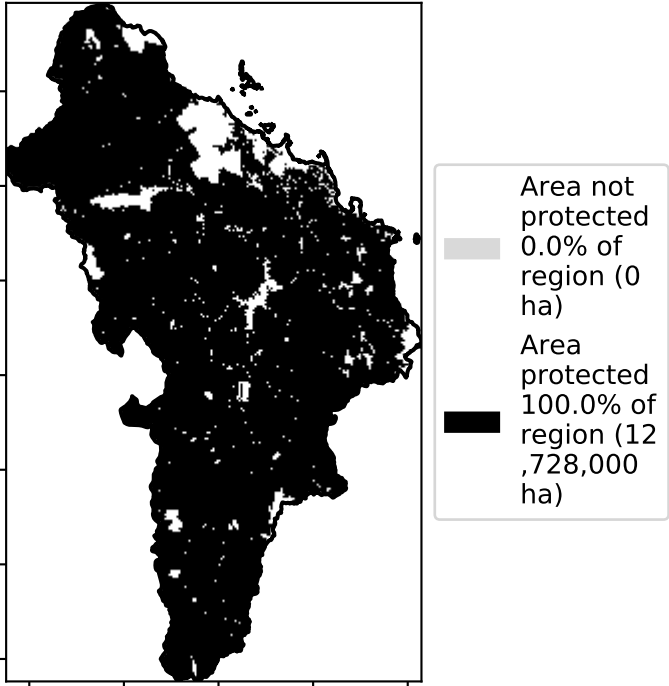 Area not
protected
0.0% of
region (0
ha)
Area
protected
100.0% of
region (12
,728,000
ha)